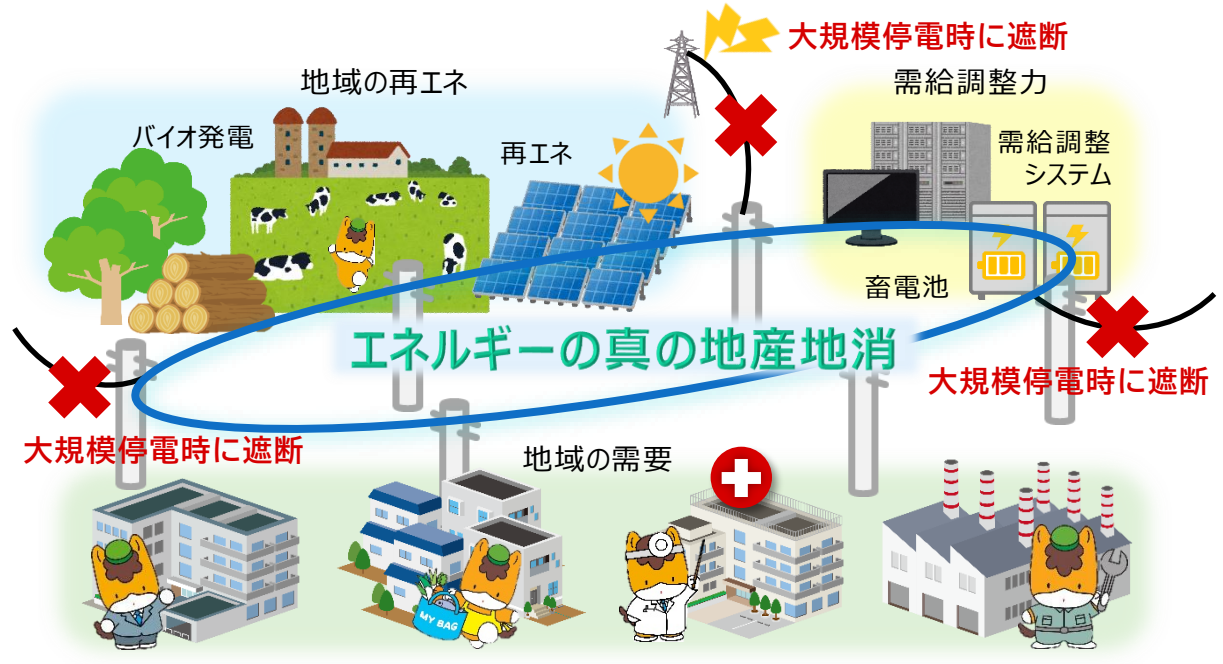 大規模停電時に遮断
地域の再エネ
需給調整力
バイオ発電
再エネ
需給調整
システム
畜電池
エネルギーの真の地産地消
大規模停電時に遮断
大規模停電時に遮断
地域の需要
MY BAG